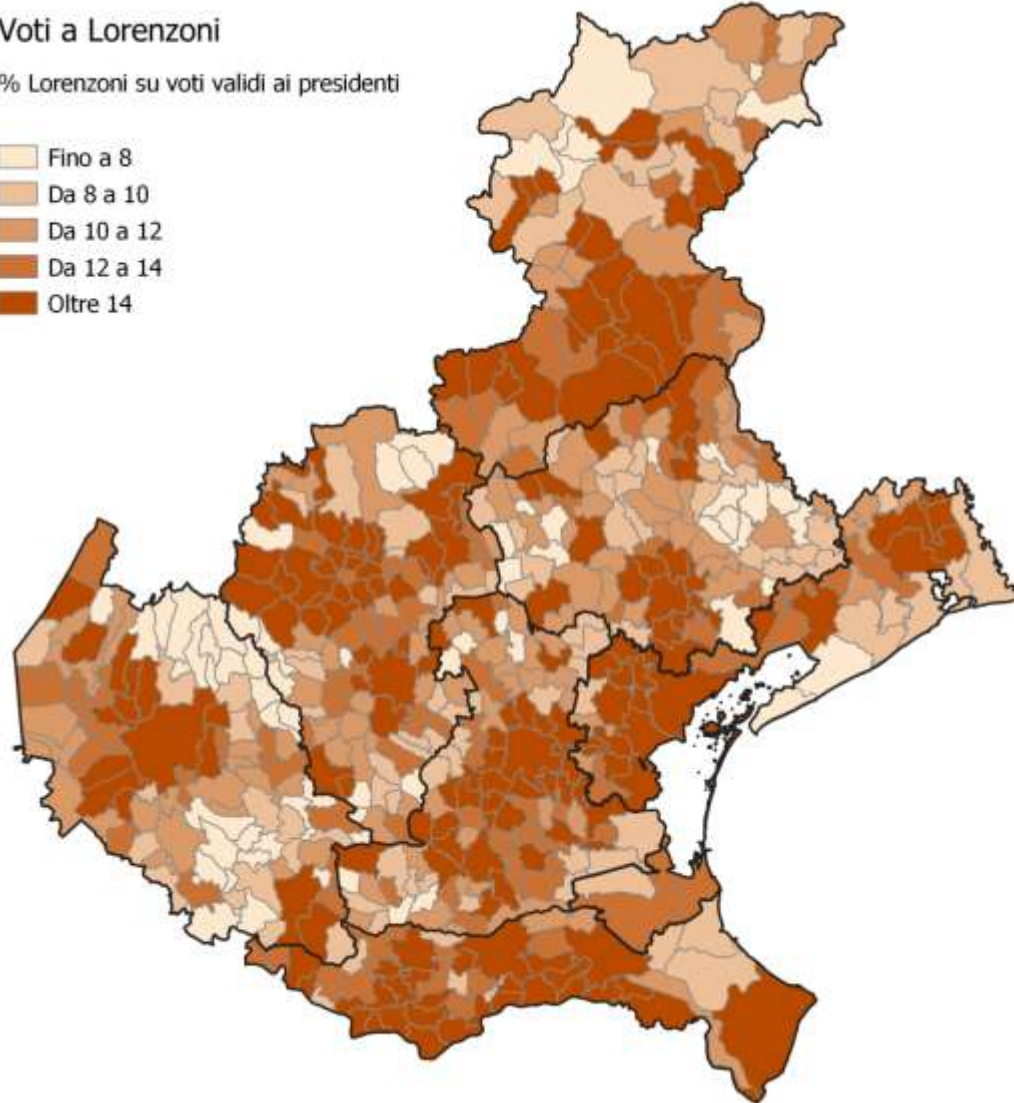 Voti a Lorenzoni
% Lorenzoni su voti validi ai presidenti
Fino a 8
Da 8 a 10
Da 10 a 12
Da 12 a 14
Oltre 14